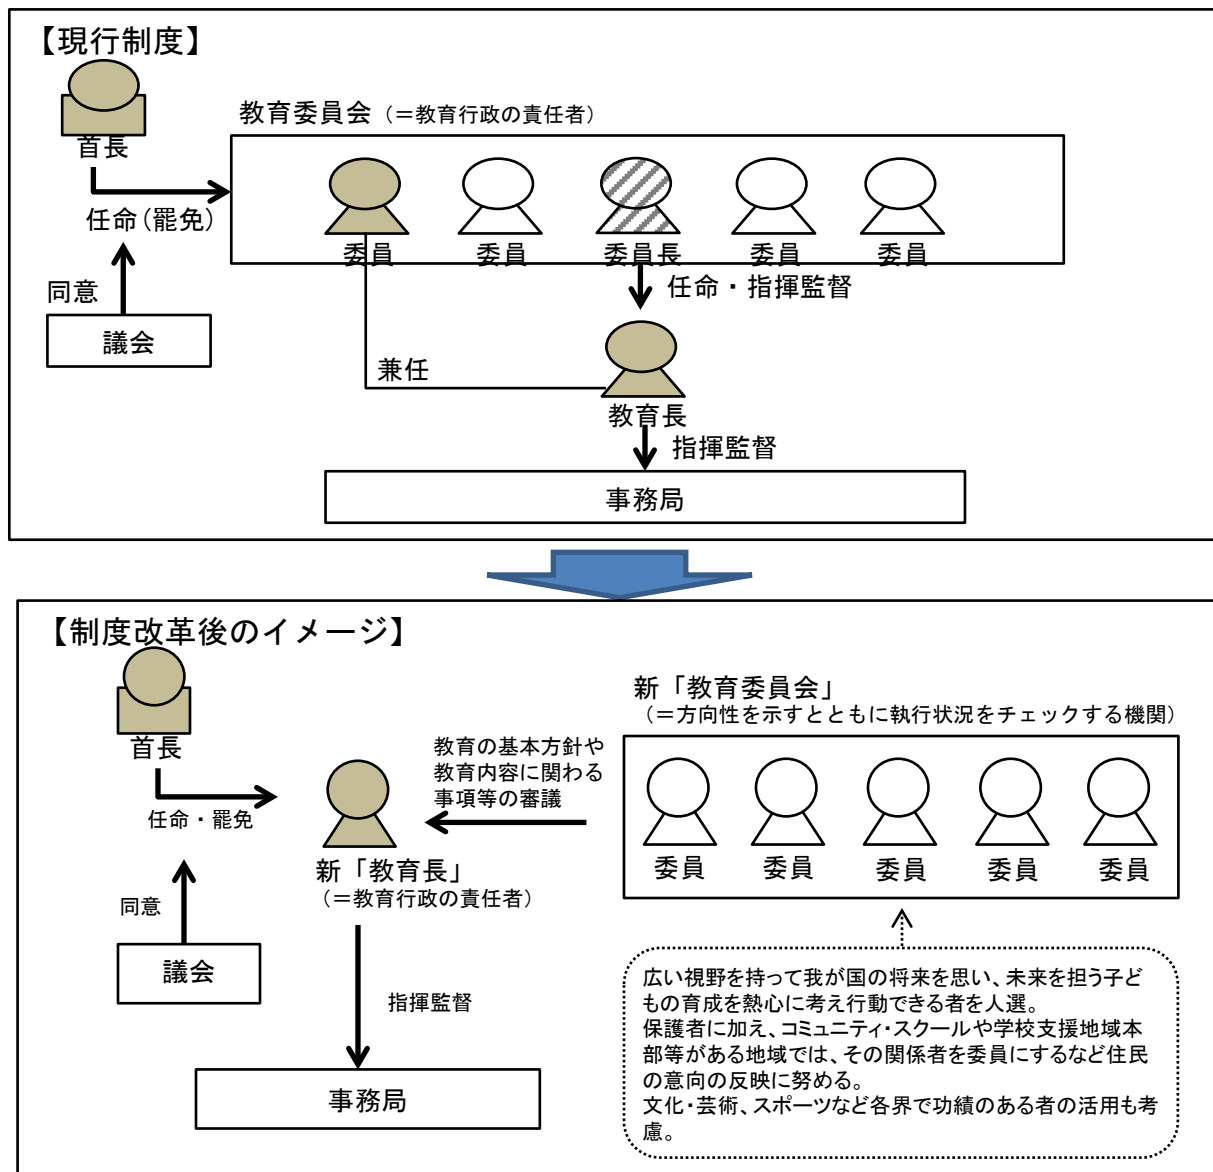 【現行制度】
首長
任命(罷免)
同意
議会
教育委員会（＝教育行政の責任者）
委員
委員
委員長
委員
委員
任命・指揮監督
兼任
教育長
指揮監督
事務局
【制度改革後のイメージ】
首長
任命・罷免
同意
議会
新「教育長」
（＝教育行政の責任者）
指揮監督
事務局
教育の基本方針や
教育内容に関わる
事項等の審議
新「教育委員会」
（＝方向性を示すとともに執行状況をチェックする機関）
委員
委員
委員
委員
委員
広い視野を持って我が国の将来を思い、未来を担う子ど
もの育成を熱心に考え行動できる者を人選。
保護者に加え、コミュニティ・スクールや学校支援地域本
部等がある地域では、その関係者を委員にするなど住民
の意向の反映に努める。
文化・芸術、スポーツなど各界で功績のある者の活用も考
慮。